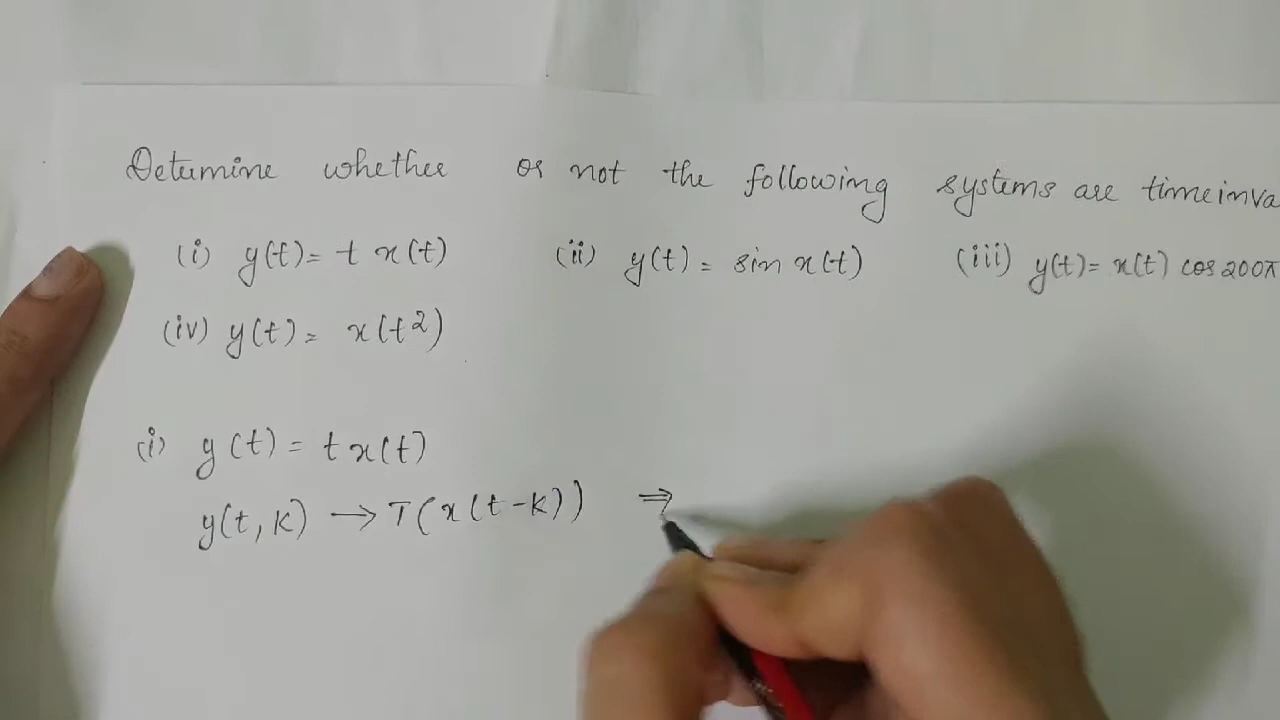 Determine whether or not the following systems are timeinva
(i) y(t)= t x(t) (ii) y(t) = sin x(t) (iii) y(t)= x(t) cos 200π
(iv) y(t) = x(t²)
(i) y(t) = t x(t)
y(t, k) → T(x(t-k)) ⇒